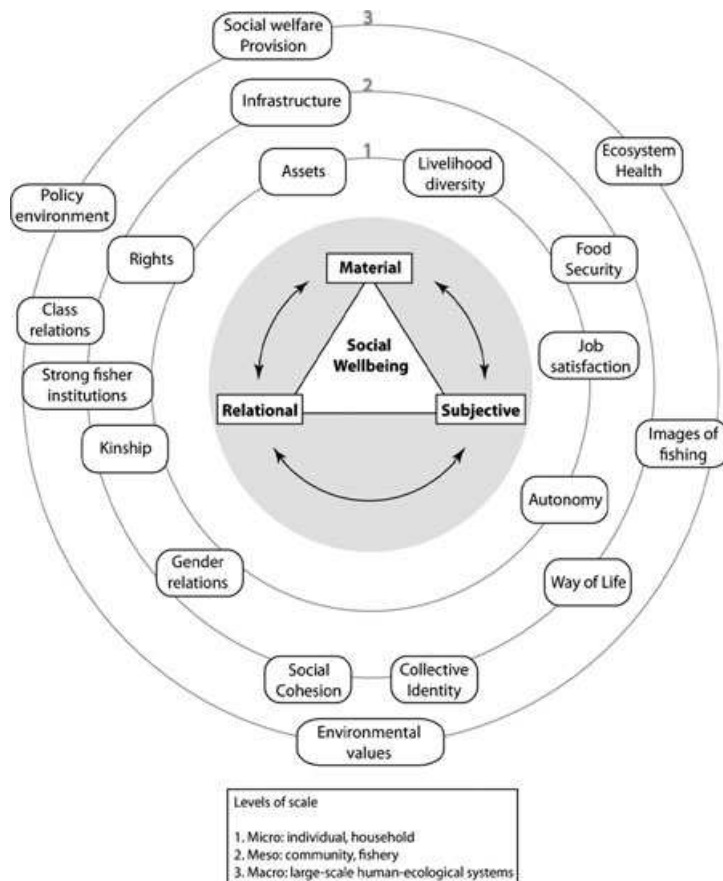 3
Social welfare
Provision
2
Infrastructure
1
Assets
Livelihood
diversity
Ecosystem
Health
Policy
environment
Rights
Food
Security
Material
Class
relations
Social
Wellbeing
Job
satisfaction
Strong fisher
institutions
Relational
Subjective
Kinship
Images of
fishing
Autonomy
Gender
relations
Way of Life
Social
Cohesion
Collective
Identity
Environmental
values
Levels of scale
1. Micro: individual, household
2. Meso: community, fishery
3. Macro: large-scale human-ecological systems